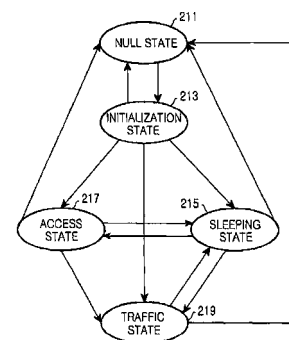 211
NULL STATE
213
INITIALIZATION
STATE
217
ACCESS
STATE
215
SLEEPING
STATE
TRAFFIC
STATE
219